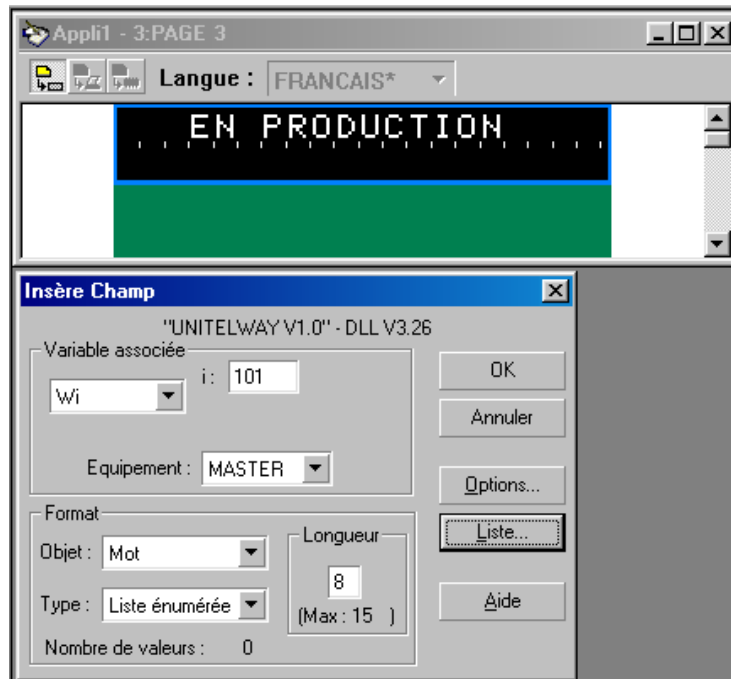 Appli1 - 3:PAGE 3
Langue : FRANCAIS*
EN PRODUCTION
Insère Champ
"UNITELWAY V1.0" - DLL V3.26
Variable associée
Wi
i : 101
Equipement : MASTER
OK
Annuler
Options...
Liste...
Aide
Format
Objet : Mot
Type : Liste énumérée
Longueur
8
(Max : 15 )
Nombre de valeurs : 0